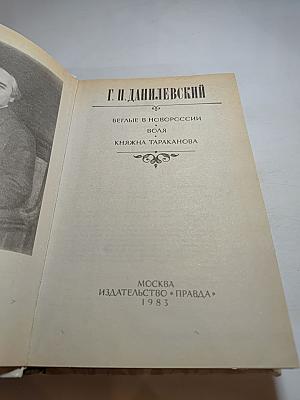 Г. П. ДАНИЛЕВСКИЙ
БЕГЛЫЕ В НОВОРОССИИ
ВОЛЯ
КНЯЖНА ТАРАКАНОВА
МОСКВА
ИЗДАТЕЛЬСТВО «ПРАВДА»
1983